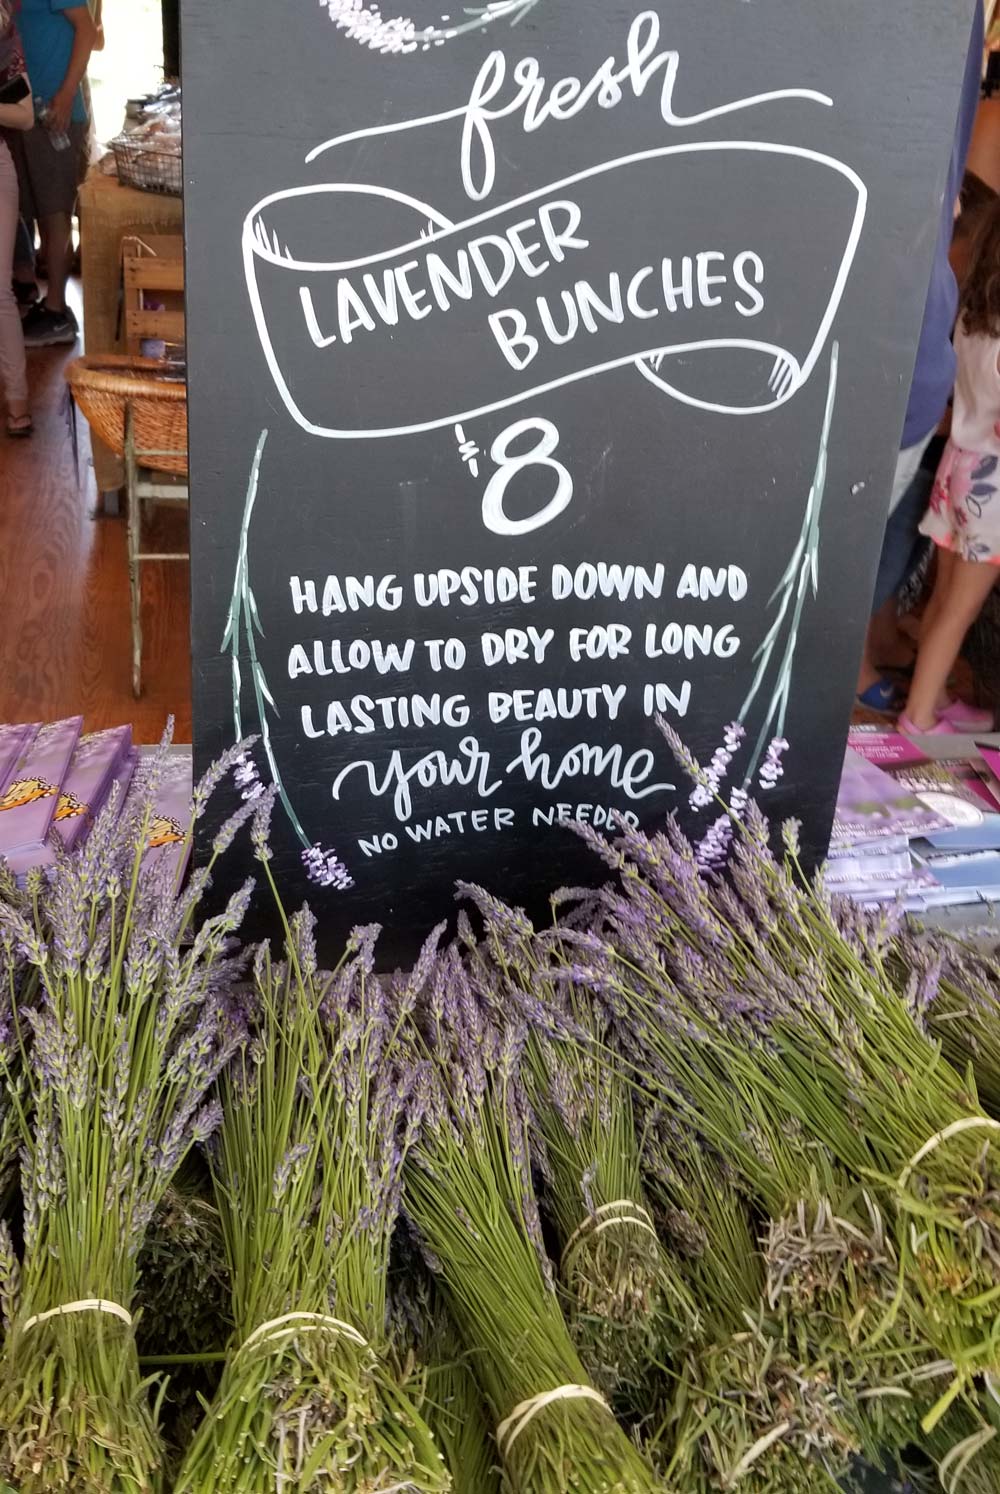 fresh
LAVENDER
BUNCHES
$8
HANG UPSIDE DOWN AND
ALLOW TO DRY FOR LONG
LASTING BEAUTY IN
your home
NO WATER NEEDED